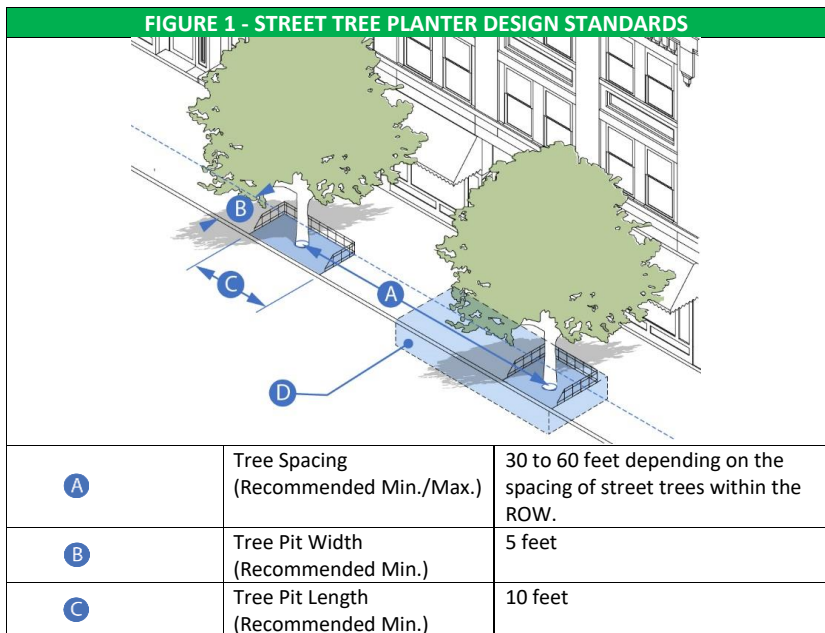 FIGURE 1 - STREET TREE PLANTER DESIGN STANDARDS
B
C
A
D
A
Tree Spacing
(Recommended Min./Max.)
30 to 60 feet depending on the
spacing of street trees within the
ROW.
B
Tree Pit Width
(Recommended Min.)
5 feet
C
Tree Pit Length
(Recommended Min.)
10 feet